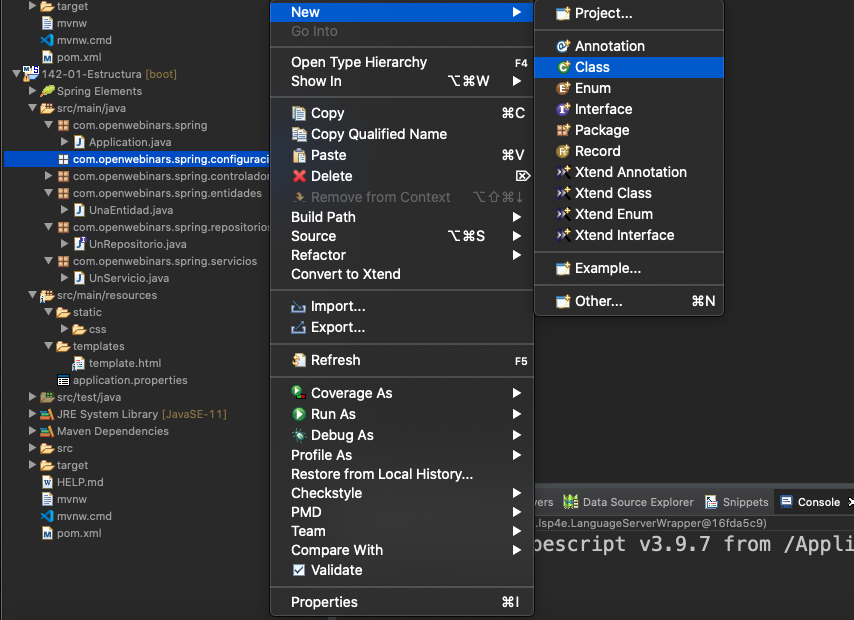 target
mvnw
mvnw.cmd
pom.xml
142-01-Estructura [boot]
Spring Elements
src/main/java
com.openwebinars.spring
Application.java
com.openwebinars.spring.configuraci
com.openwebinars.spring.controlador
com.openwebinars.spring.entidades
UnaEntidad.java
com.openwebinars.spring.repositorios
UnRepositorio.java
com.openwebinars.spring.servicios
UnServicio.java
src/main/resources
static
css
templates
template.html
application.properties
src/test/java
JRE System Library [JavaSE-11]
Maven Dependencies
src
target
HELP.md
mvnw
mvnw.cmd
pom.xml
New
Go Into
Open Type Hierarchy F4
Show In ⌥⌘W
Copy ⌘C
Copy Qualified Name
Paste ⌘V
Delete ⌦
Remove from Context ⌥⇧⌘↓
Build Path
Source ⌥⌘S
Refactor
Convert to Xtend
Import...
Export...
Refresh F5
Coverage As
Run As
Debug As
Profile As
Restore from Local History...
Checkstyle
PMD
Team
Compare With
Validate
Properties ⌘I
Project...
Annotation
Class
Enum
Interface
Package
Record
Xtend Annotation
Xtend Class
Xtend Enum
Xtend Interface
Example...
Other... ⌘N
vers Data Source Explorer Snippets Console
.lsp4e.LanguageServerWrapper@16fda5c9)
pescript v3.9.7 from /Appli